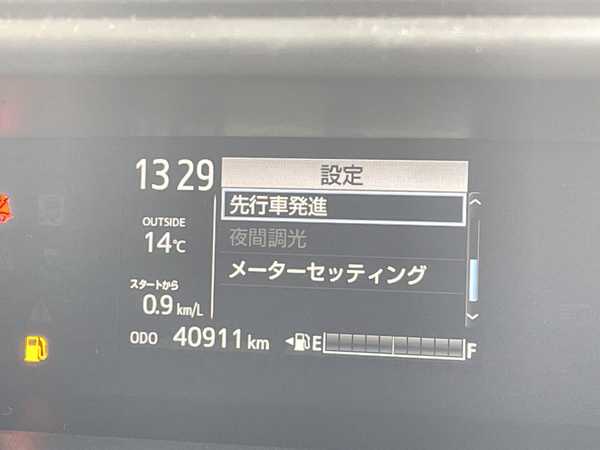 13 29
設定
先行車発進
夜間調光
メーターセッティング
OUTSIDE
14℃
スタートから
0.9 km/L
ODO 40911 km
E F